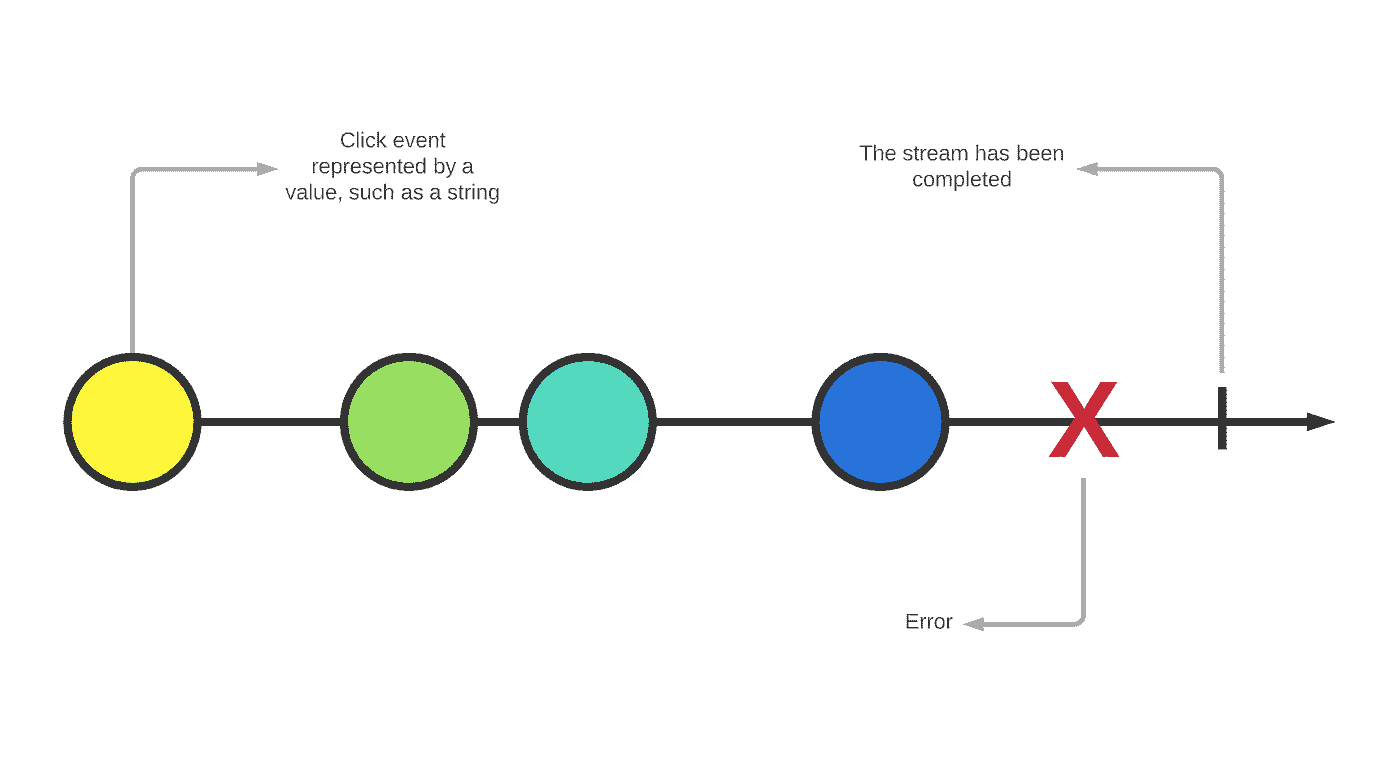 Click event
represented by a
value, such as a string
The stream has been
completed
Error